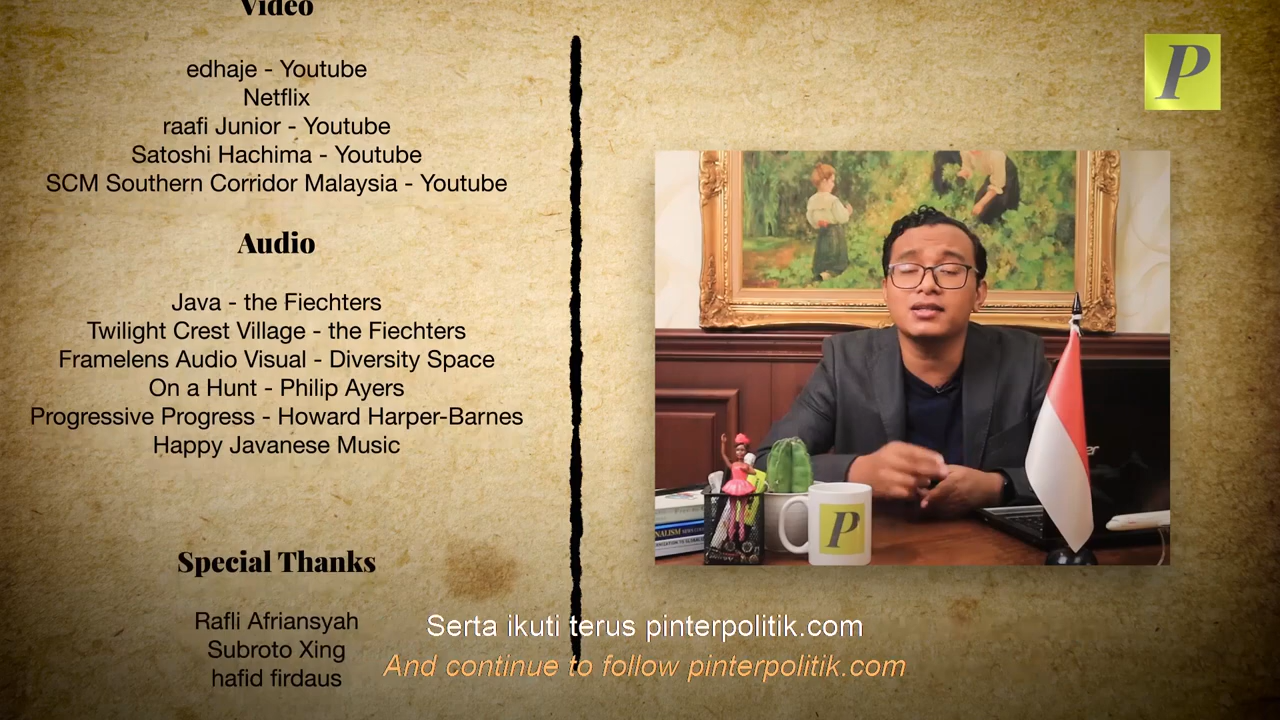 Video
edhaje - Youtube
Netflix
raafi Junior - Youtube
Satoshi Hachima - Youtube
SCM Southern Corridor Malaysia - Youtube
Audio
Java - the Fiechters
Twilight Crest Village - the Fiechters
Framelens Audio Visual - Diversity Space
On a Hunt - Philip Ayers
Progressive Progress - Howard Harper-Barnes
Happy Javanese Music
Special Thanks
Rafli Afriansyah
Subroto Xing
hafid firdaus
P
P
Serta ikuti terus pinterpolitik.com
And continue to follow pinterpolitik.com